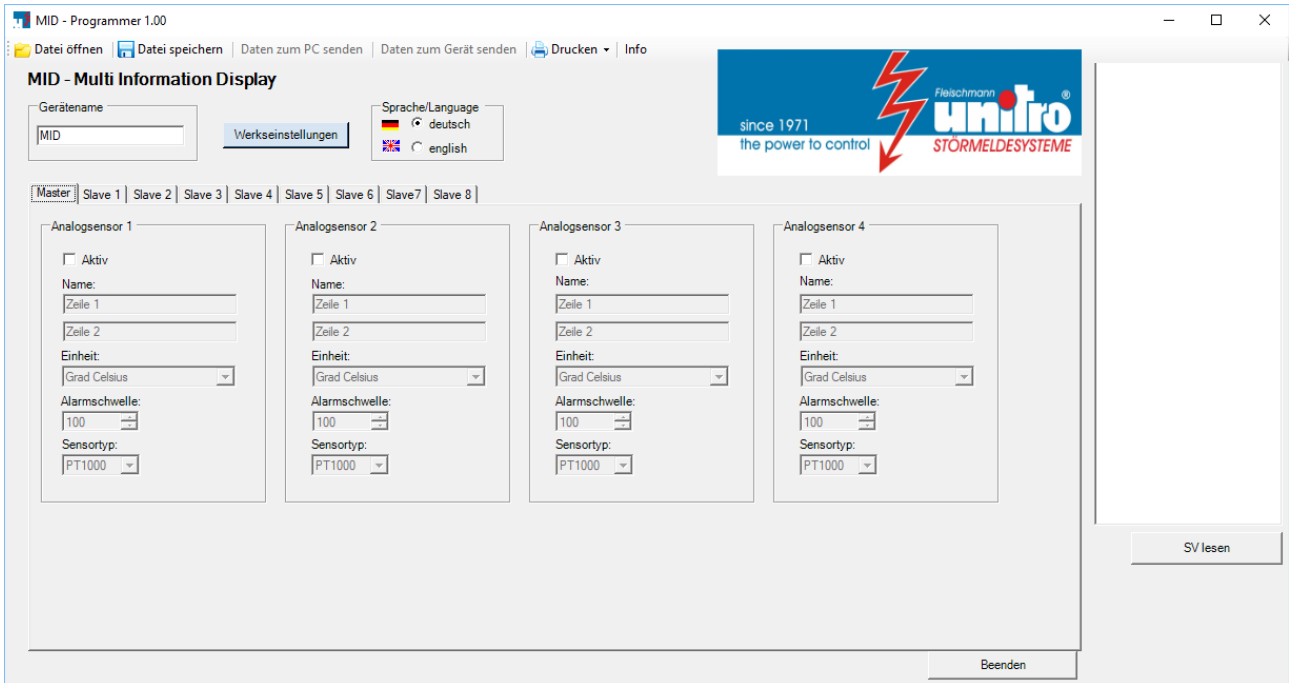 MID - Programmer 1.00
Datei öffnen Datei speichern Daten zum PC senden Daten zum Gerät senden Drucken Info
MID - Multi Information Display
Gerätename
MID
Werkseinstellungen
Sprache/Language
deutsch
english
since 1971
the power to control
Fleischmann
unitro ®
STÖRMELDESYSTEME
Master Slave 1 Slave 2 Slave 3 Slave 4 Slave 5 Slave 6 Slave7 Slave 8
Analogsensor 1
Aktiv
Name:
Zeile 1
Zeile 2
Einheit:
Grad Celsius
Alarmschwelle:
100
Sensortyp:
PT1000
Analogsensor 2
Aktiv
Name:
Zeile 1
Zeile 2
Einheit:
Grad Celsius
Alarmschwelle:
100
Sensortyp:
PT1000
Analogsensor 3
Aktiv
Name:
Zeile 1
Zeile 2
Einheit:
Grad Celsius
Alarmschwelle:
100
Sensortyp:
PT1000
Analogsensor 4
Aktiv
Name:
Zeile 1
Zeile 2
Einheit:
Grad Celsius
Alarmschwelle:
100
Sensortyp:
PT1000
SV lesen
Beenden